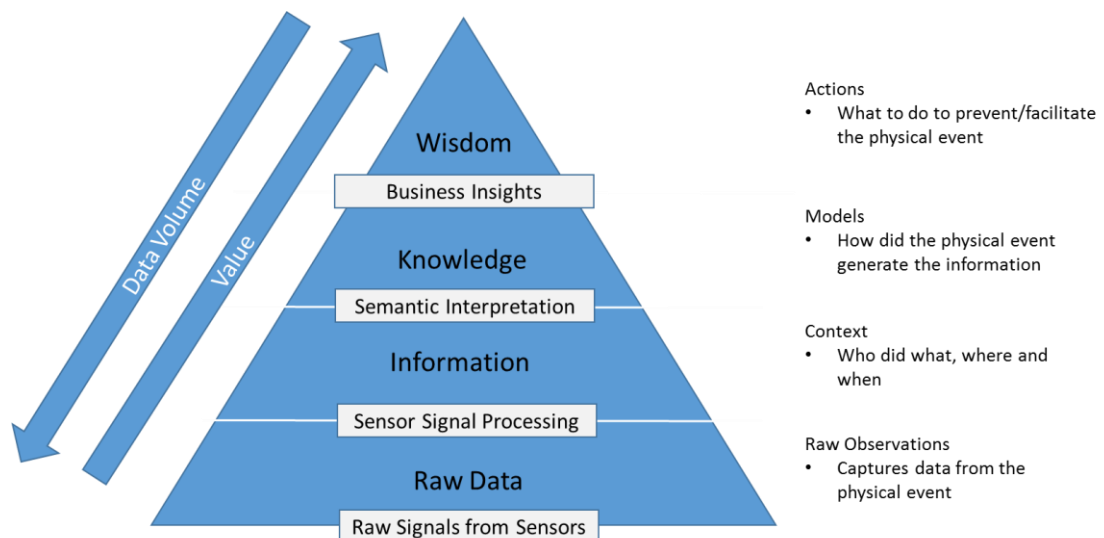 Data Volume
Value
Wisdom
Business Insights
Knowledge
Semantic Interpretation
Information
Sensor Signal Processing
Raw Data
Raw Signals from Sensors
Actions
• What to do to prevent/facilitate
the physical event
Models
• How did the physical event
generate the information
Context
• Who did what, where and
when
Raw Observations
• Captures data from the
physical event